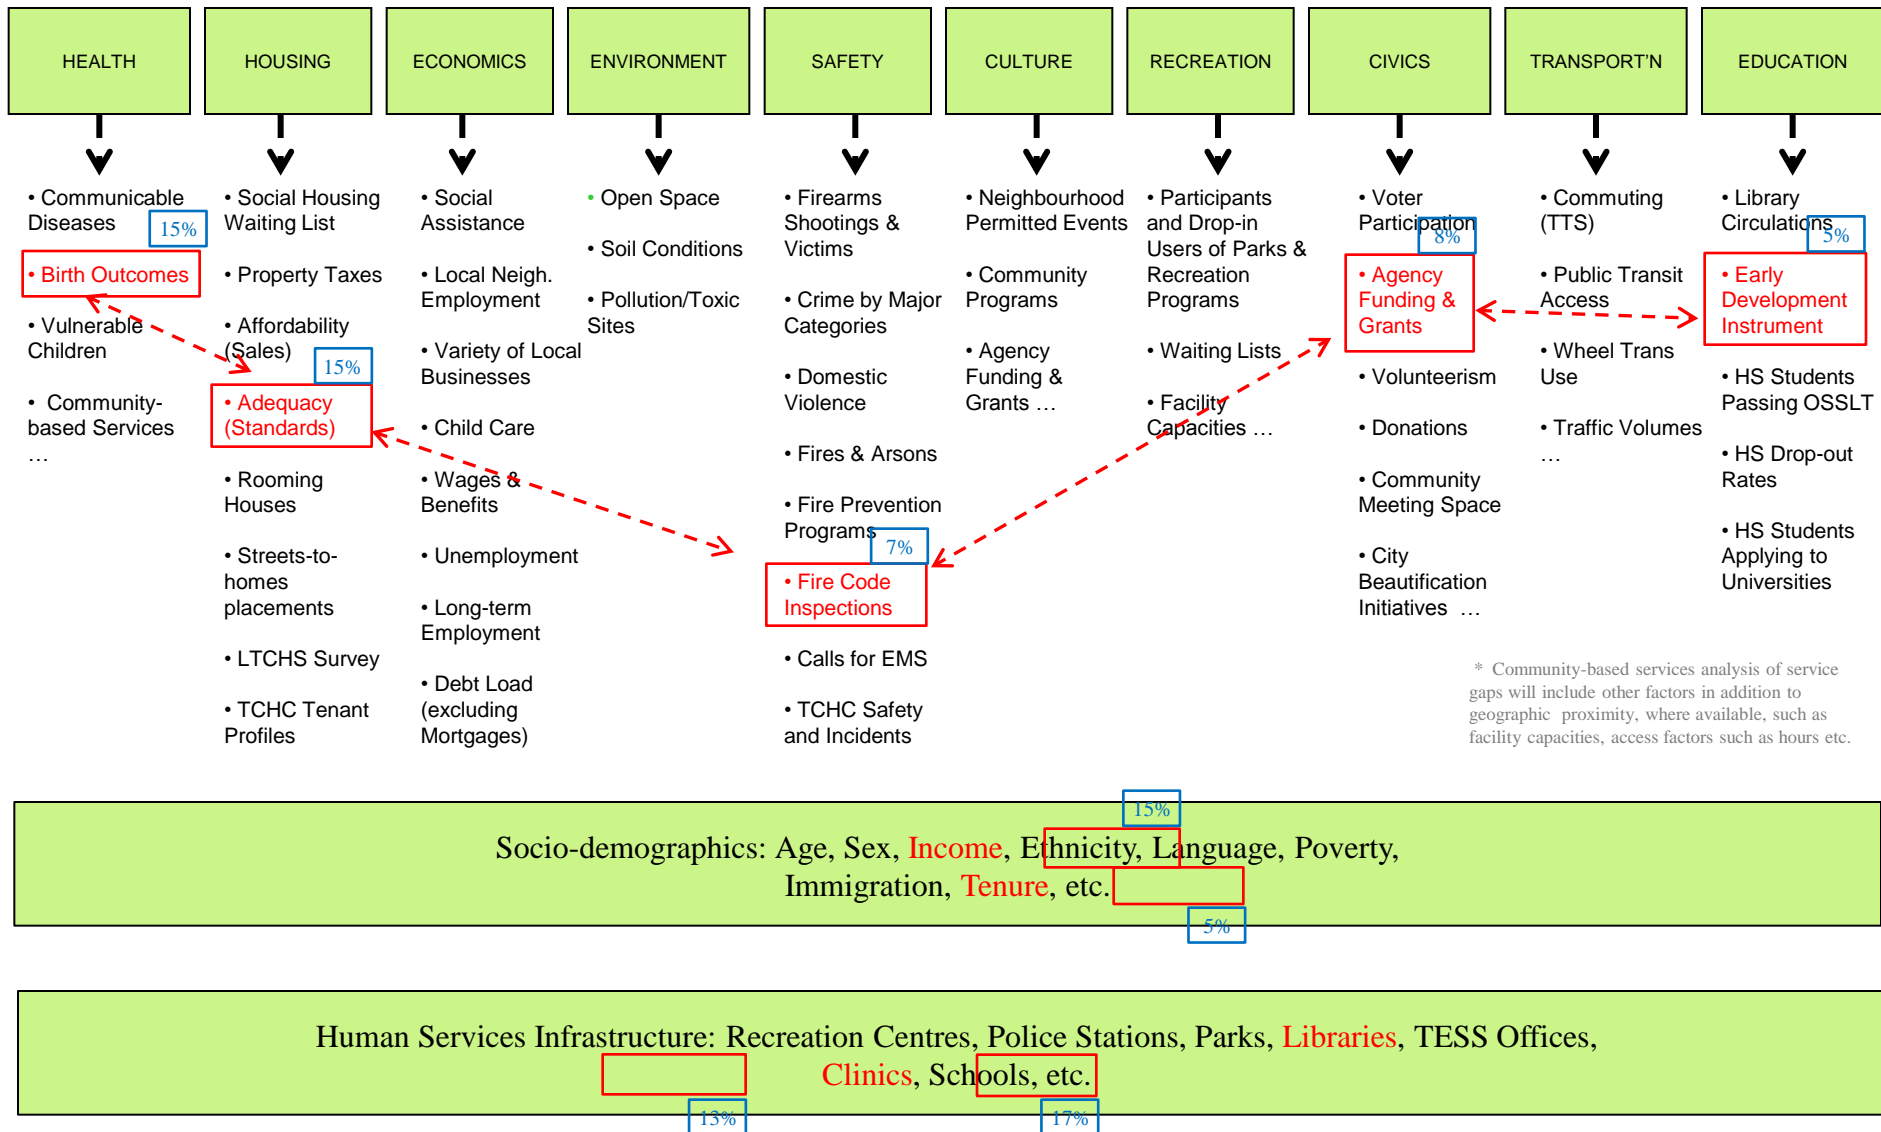 HEALTH
HOUSING
ECONOMICS
ENVIRONMENT
SAFETY
CULTURE
RECREATION
CIVICS
TRANSPORT'N
EDUCATION
• Communicable
Diseases
15%
• Birth Outcomes
• Vulnerable
Children
• Community-
based Services
…
• Social Housing
Waiting List
• Property Taxes
• Affordability
(Sales)
15%
• Adequacy
(Standards)
• Rooming
Houses
• Streets-to-
homes
placements
• LTCHS Survey
• TCHC Tenant
Profiles
• Social
Assistance
• Local Neigh.
Employment
• Variety of Local
Businesses
• Child Care
• Wages &
Benefits
• Unemployment
• Long-term
Employment
• Debt Load
(excluding
Mortgages)
• Open Space
• Soil Conditions
• Pollution/Toxic
Sites
• Firearms
Shootings &
Victims
• Crime by Major
Categories
• Domestic
Violence
• Fires & Arsons
• Fire Prevention
Programs
7%
• Fire Code
Inspections
• Calls for EMS
• TCHC Safety
and Incidents
• Neighbourhood
Permitted Events
• Community
Programs
• Agency
Funding &
Grants …
• Participants
and Drop-in
Users of Parks &
Recreation
Programs
• Waiting Lists
• Facility
Capacities …
• Voter
Participation
8%
• Agency
Funding &
Grants
• Volunteerism
• Donations
• Community
Meeting Space
• City
Beautification
Initiatives …
• Commuting
(TTS)
• Public Transit
Access
• Wheel Trans
Use
• Traffic Volumes
…
• Library
Circulations
5%
• Early
Development
Instrument
• HS Students
Passing OSSLT
• HS Drop-out
Rates
• HS Students
Applying to
Universities
* Community-based services analysis of service
gaps will include other factors in addition to
geographic proximity, where available, such as
facility capacities, access factors such as hours etc.
15%
Socio-demographics: Age, Sex, Income, Ethnicity, Language, Poverty,
Immigration, Tenure, etc.
5%
Human Services Infrastructure: Recreation Centres, Police Stations, Parks, Libraries, TESS Offices,
Clinics, Schools, etc.
13%
17%